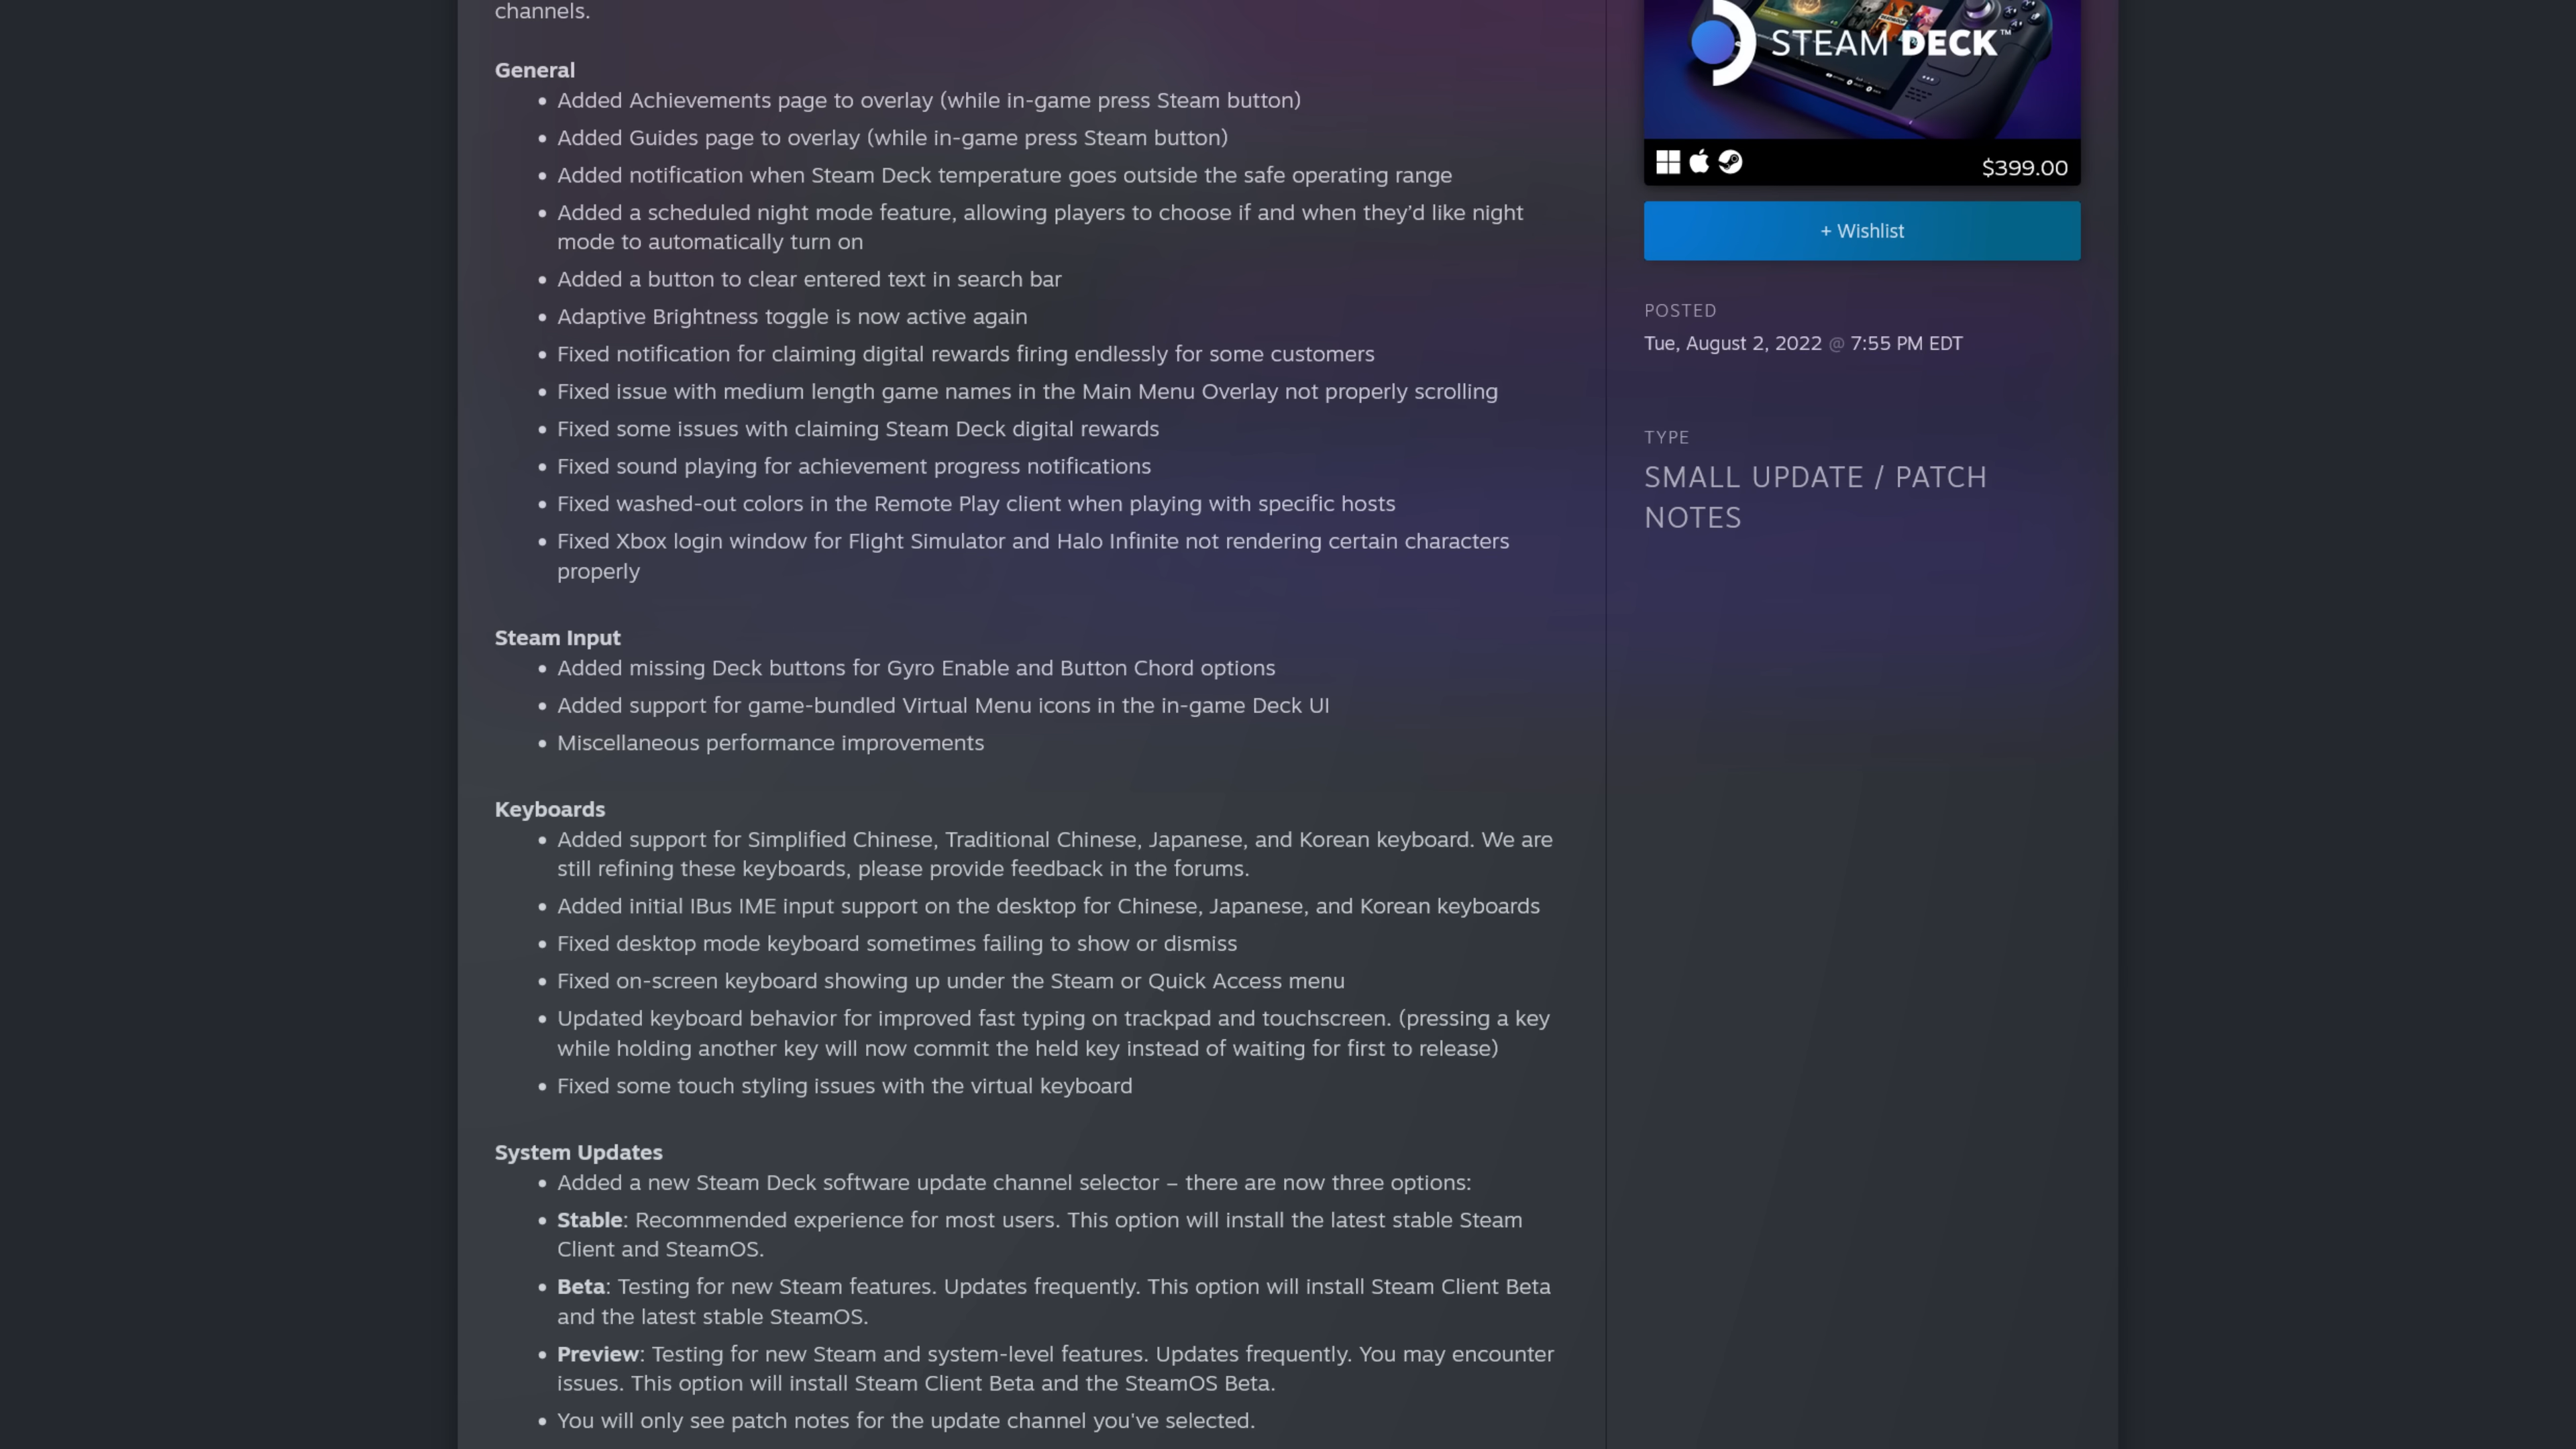 channels.
General
• Added Achievements page to overlay (while in-game press Steam button)
• Added Guides page to overlay (while in-game press Steam button)
• Added notification when Steam Deck temperature goes outside the safe operating range
• Added a scheduled night mode feature, allowing players to choose if and when they'd like night
mode to automatically turn on
• Added a button to clear entered text in search bar
• Adaptive Brightness toggle is now active again
• Fixed notification for claiming digital rewards firing endlessly for some customers
• Fixed issue with medium length game names in the Main Menu Overlay not properly scrolling
• Fixed some issues with claiming Steam Deck digital rewards
• Fixed sound playing for achievement progress notifications
• Fixed washed-out colors in the Remote Play client when playing with specific hosts
• Fixed Xbox login window for Flight Simulator and Halo Infinite not rendering certain characters
properly
Steam Input
• Added missing Deck buttons for Gyro Enable and Button Chord options
• Added support for game-bundled Virtual Menu icons in the in-game Deck UI
• Miscellaneous performance improvements
Keyboards
• Added support for Simplified Chinese, Traditional Chinese, Japanese, and Korean keyboard. We are
still refining these keyboards, please provide feedback in the forums.
• Added initial IBus IME input support on the desktop for Chinese, Japanese, and Korean keyboards
• Fixed desktop mode keyboard sometimes failing to show or dismiss
• Fixed on-screen keyboard showing up under the Steam or Quick Access menu
• Updated keyboard behavior for improved fast typing on trackpad and touchscreen. (pressing a key
while holding another key will now commit the held key instead of waiting for first to release)
• Fixed some touch styling issues with the virtual keyboard
System Updates
• Added a new Steam Deck software update channel selector – there are now three options:
• Stable: Recommended experience for most users. This option will install the latest stable Steam
Client and SteamOS.
• Beta: Testing for new Steam features. Updates frequently. This option will install Steam Client Beta
and the latest stable SteamOS.
• Preview: Testing for new Steam and system-level features. Updates frequently. You may encounter
issues. This option will install Steam Client Beta and the SteamOS Beta.
• You will only see patch notes for the update channel you've selected.
STEAM DECK™
$399.00
+ Wishlist
POSTED
Tue, August 2, 2022 @ 7:55 PM EDT
TYPE
SMALL UPDATE / PATCH
NOTES